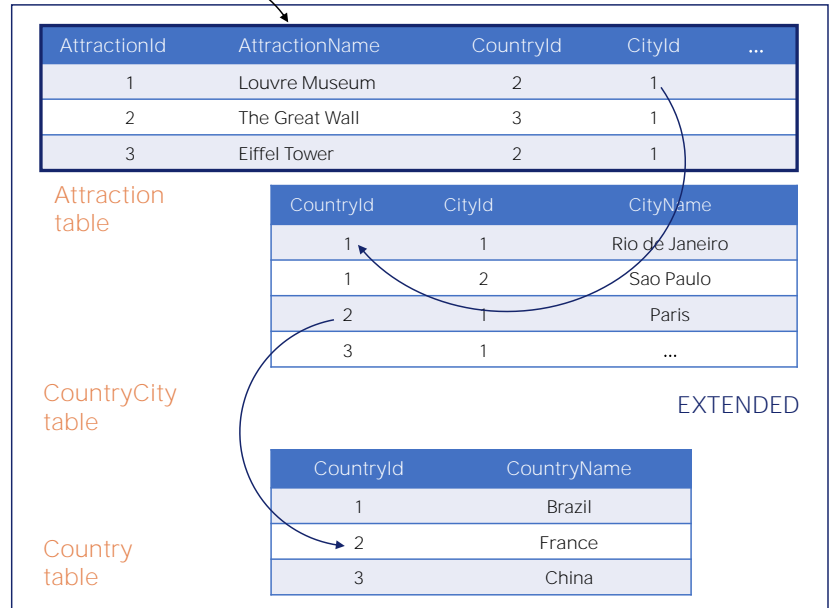 AttractionId AttractionName CountryId CityId ...
1 Louvre Museum 2 1
2 The Great Wall 3 1
3 Eiffel Tower 2 1
Attraction
table
CountryId CityId CityName
1 1 Rio de Janeiro
1 2 Sao Paulo
2 1 Paris
3 1 ...
CountryCity
table
EXTENDED
CountryId CountryName
1 Brazil
2 France
3 China
Country
table